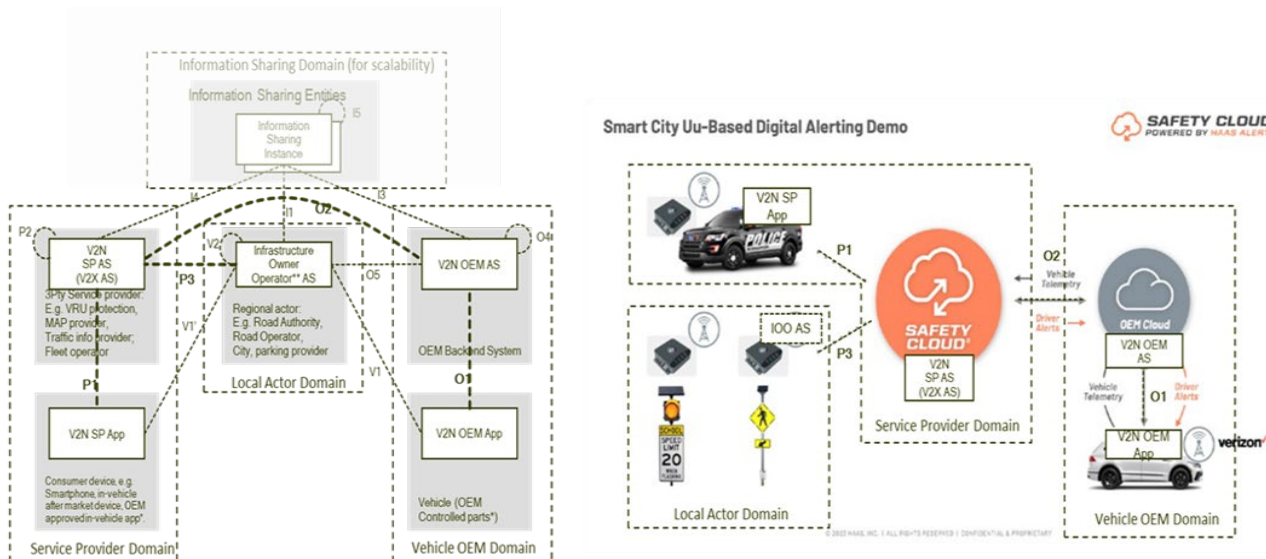 Information Sharing Domain (for scalability)
Information Sharing Entities
I5
Information
Sharing
Instance
I4
I3
I1
O2
P2
V2
O4
V2N
SP AS
(V2X AS)
P3
Infrastructure
Owner
Operator** AS
O5
V2N OEM AS
3Pty Service provider:
E.g. VRU protection,
MAP provider,
Traffic info provider;
Fleet operator
V1'
Regional actor:
E.g. Road Authority,
Road Operator,
City, parking provider
V1
OEM Backend System
P1
Local Actor Domain
O1
V2N SP App
V2N OEM App
Consumer device, e.g.
Smartphone, in-vehicle
after market device, OEM
approved in-vehicle app*.
Vehicle (OEM
Controlled parts*)
Service Provider Domain
Vehicle OEM Domain
Smart City Uu-Based Digital Alerting Demo
SAFETY CLOUD
POWERED BY HAAS ALERT
V2N SP
App
POLICE
P1
O2
Vehicle
Telemetry
IOO AS
P3
SAFETY
CLOUD®
Driver
Alerts
OEM Cloud
V2N
SP AS
(V2X AS)
V2N OEM
AS
Vehicle
Telemetry
O1
Driver
Alerts
SCHOOL
SPEED
LIMIT
20
WHEN
FLASHING
Service Provider Domain
V2N OEM
App
verizon
Local Actor Domain
Vehicle OEM Domain
© 2022 HAAS, INC. | ALL RIGHTS RESERVED | CONFIDENTIAL & PROPRIETARY